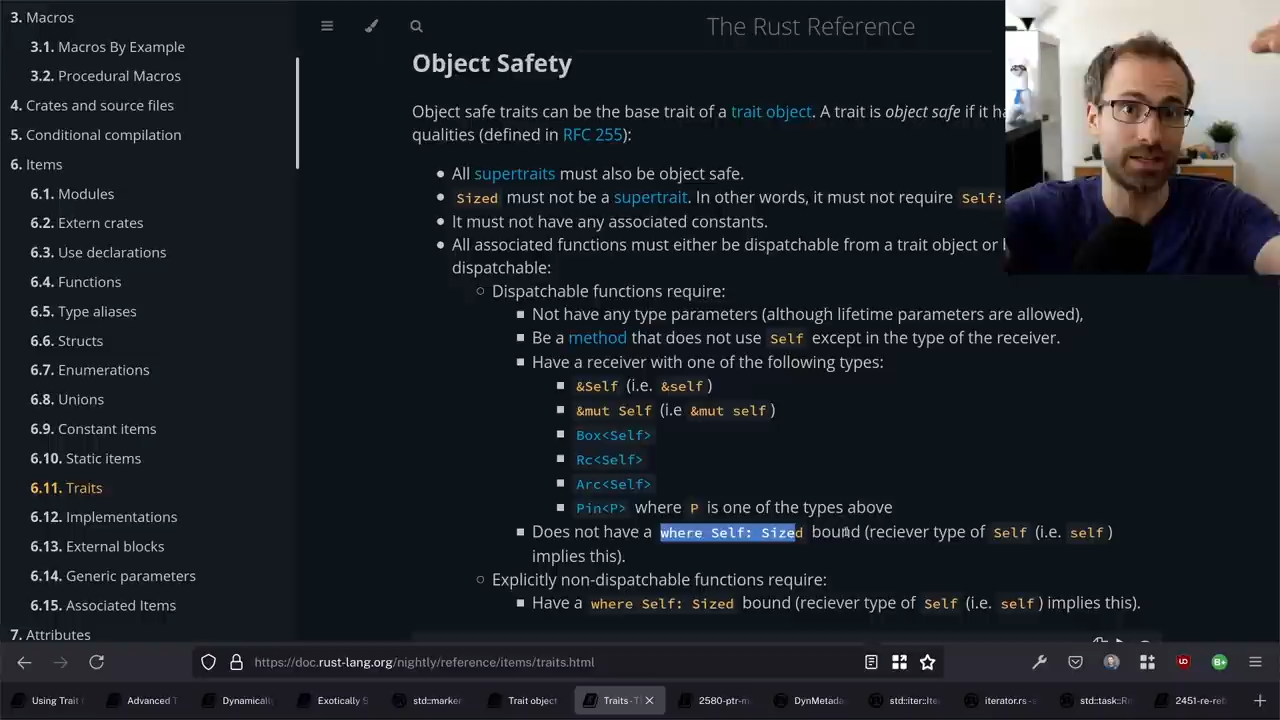 3. Macros
3.1. Macros By Example
3.2. Procedural Macros
4. Crates and source files
5. Conditional compilation
6. Items
6.1. Modules
6.2. Extern crates
6.3. Use declarations
6.4. Functions
6.5. Type aliases
6.6. Structs
6.7. Enumerations
6.8. Unions
6.9. Constant items
6.10. Static items
6.11. Traits
6.12. Implementations
6.13. External blocks
6.14. Generic parameters
6.15. Associated Items
7. Attributes
The Rust Reference
Object Safety
Object safe traits can be the base trait of a trait object. A trait is object safe if it
qualities (defined in RFC 255):
All supertraits must also be object safe.
Sized must not be a supertrait. In other words, it must not require Self:
It must not have any associated constants.
All associated functions must either be dispatchable from a trait object or
dispatchable:
Dispatchable functions require:
Not have any type parameters (although lifetime parameters are allowed),
Be a method that does not use Self except in the type of the receiver.
Have a receiver with one of the following types:
&Self (i.e. &self)
&mut Self (i.e &mut self)
Box<Self>
Rc<Self>
Arc<Self>
Pin<P> where P is one of the types above
Does not have a where Self: Sized bound (reciever type of Self (i.e. self)
implies this).
Explicitly non-dispatchable functions require:
Have a where Self: Sized bound (reciever type of Self (i.e. self) implies this).
https://doc.rust-lang.org/nightly/reference/items/traits.html
Using Trait Advanced T Dynamically Exotically S std::marker Trait object Traits - T 2580-ptr-m DynMetada std::iter::Ite iterator.rs - std::task::R 2451-re-reb